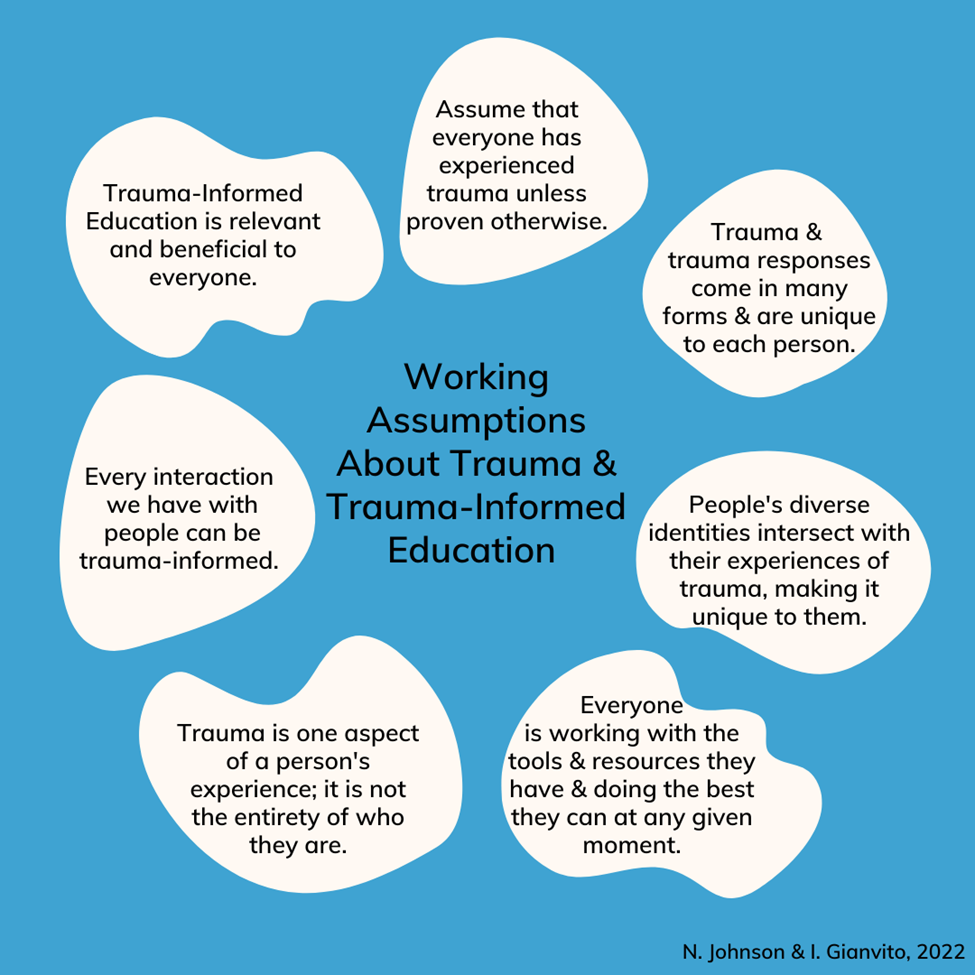 Assume that
everyone has
experienced
trauma unless
proven otherwise.
Trauma &
trauma responses
come in many
forms & are unique
to each person.
People's diverse
identities intersect with
their experiences of
trauma, making it
unique to them.
Everyone
is working with the
tools & resources they
have & doing the best
they can at any given
moment.
Trauma is one aspect
of a person's
experience; it is not
the entirety of who
they are.
Every interaction
we have with
people can be
trauma-informed.
Trauma-Informed
Education is relevant
and beneficial to
everyone.
Working
Assumptions
About Trauma &
Trauma-Informed
Education
N. Johnson & I. Gianvito, 2022